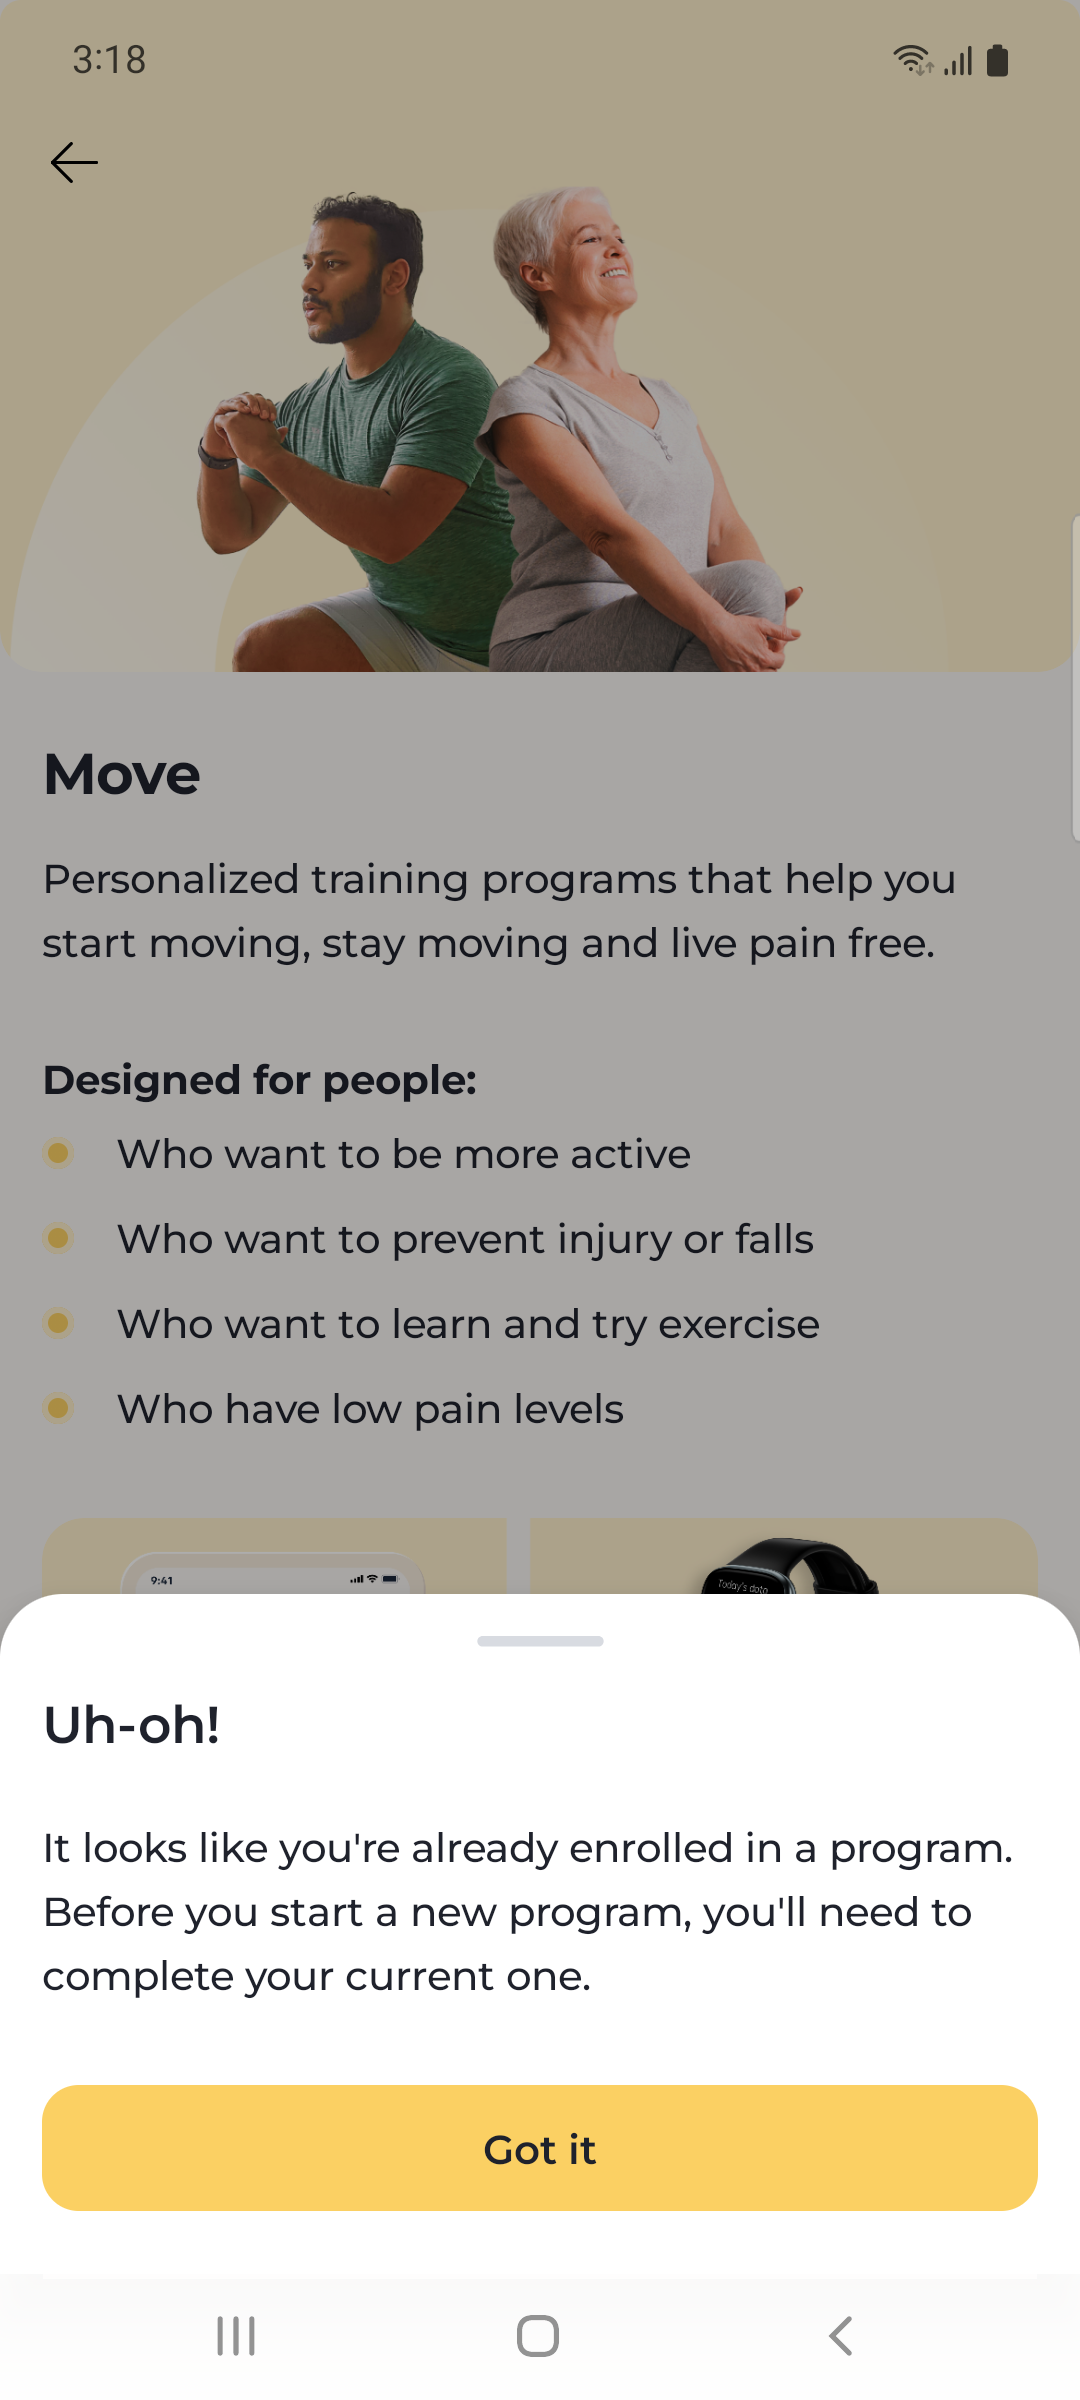 3:18
Move
Personalized training programs that help you
start moving, stay moving and live pain free.
Designed for people:
Who want to be more active
Who want to prevent injury or falls
Who want to learn and try exercise
Who have low pain levels
9:41
Today's data
Uh-oh!
It looks like you're already enrolled in a program.
Before you start a new program, you'll need to
complete your current one.
Got it